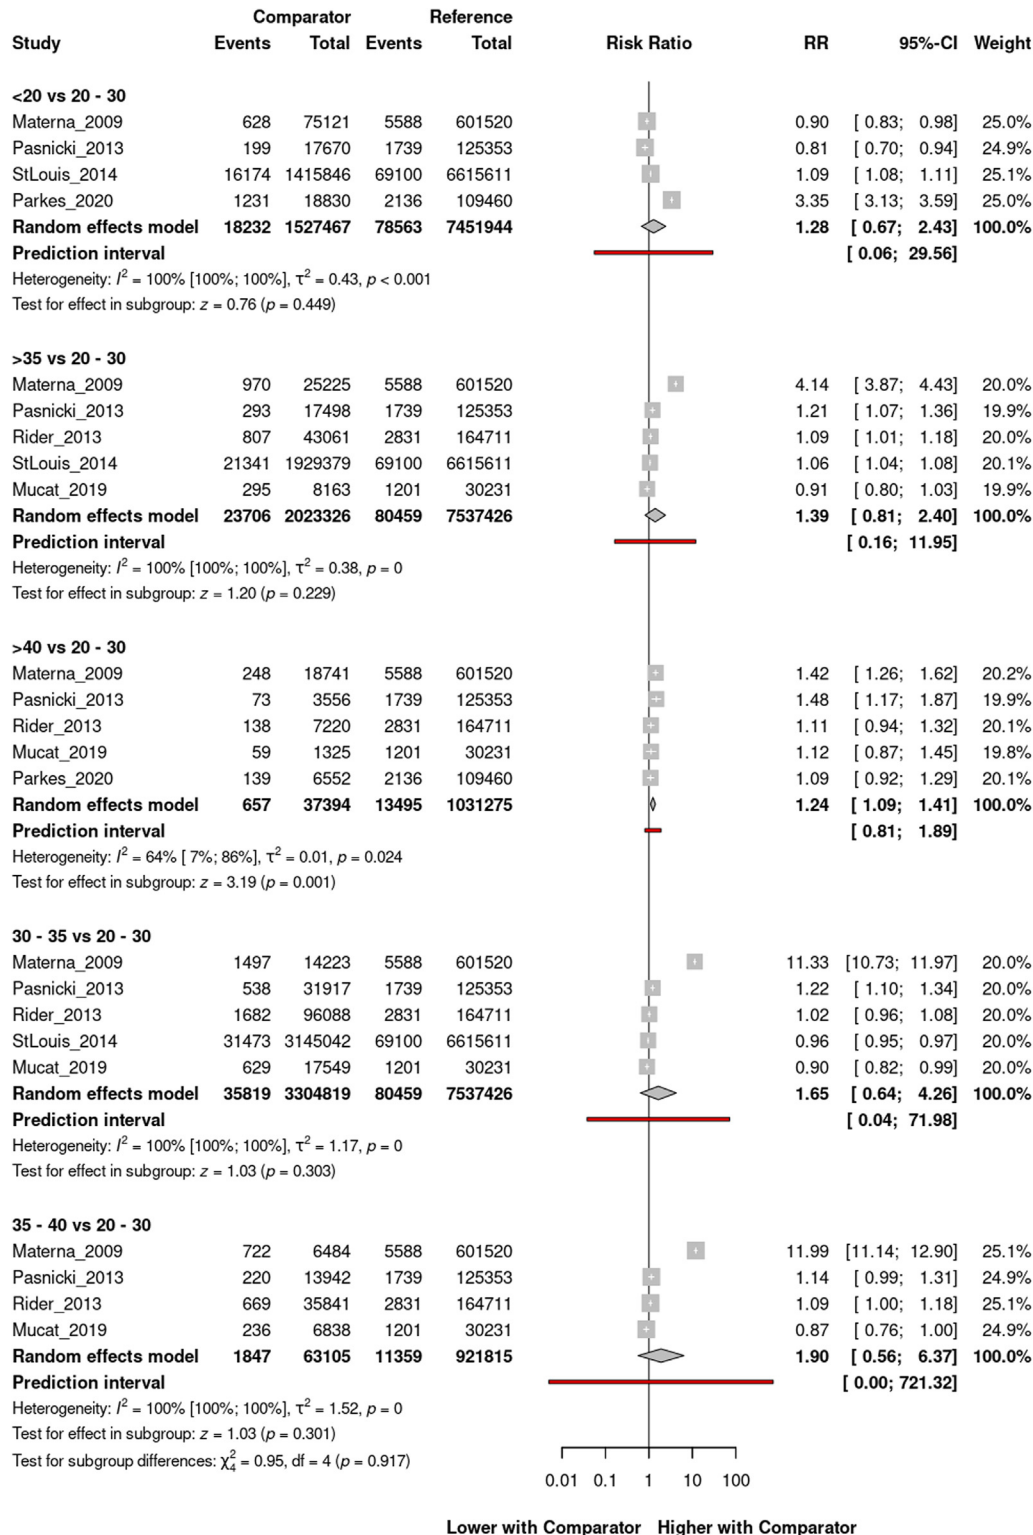 Comparator Reference
Study Events Total Events Total Risk Ratio RR 95%-CI Weight
<20 vs 20 - 30
Materna_2009 628 75121 5588 601520 0.90 [ 0.83; 0.98] 25.0%
Pasnicki_2013 199 17670 1739 125353 0.81 [ 0.70; 0.94] 24.9%
StLouis_2014 16174 1415846 69100 6615611 1.09 [ 1.08; 1.11] 25.1%
Parkes_2020 1231 18830 2136 109460 3.35 [ 3.13; 3.59] 25.0%
Random effects model 18232 1527467 78563 7451944 1.28 [ 0.67; 2.43] 100.0%
Prediction interval [ 0.06; 29.56]
Heterogeneity: I² = 100% [100%; 100%], τ² = 0.43, p < 0.001
Test for effect in subgroup: z = 0.76 (p = 0.449)
>35 vs 20 - 30
Materna_2009 970 25225 5588 601520 4.14 [ 3.87; 4.43] 20.0%
Pasnicki_2013 293 17498 1739 125353 1.21 [ 1.07; 1.36] 19.9%
Rider_2013 807 43061 2831 164711 1.09 [ 1.01; 1.18] 20.0%
StLouis_2014 21341 1929379 69100 6615611 1.06 [ 1.04; 1.08] 20.1%
Mucat_2019 295 8163 1201 30231 0.91 [ 0.80; 1.03] 19.9%
Random effects model 23706 2023326 80459 7537426 1.39 [ 0.81; 2.40] 100.0%
Prediction interval [ 0.16; 11.95]
Heterogeneity: I² = 100% [100%; 100%], τ² = 0.38, p = 0
Test for effect in subgroup: z = 1.20 (p = 0.229)
>40 vs 20 - 30
Materna_2009 248 18741 5588 601520 1.42 [ 1.26; 1.62] 20.2%
Pasnicki_2013 73 3556 1739 125353 1.48 [ 1.17; 1.87] 19.9%
Rider_2013 138 7220 2831 164711 1.11 [ 0.94; 1.32] 20.1%
Mucat_2019 59 1325 1201 30231 1.12 [ 0.87; 1.45] 19.8%
Parkes_2020 139 6552 2136 109460 1.09 [ 0.92; 1.29] 20.1%
Random effects model 657 37394 13495 1031275 1.24 [ 1.09; 1.41] 100.0%
Prediction interval [ 0.81; 1.89]
Heterogeneity: I² = 64% [ 7%; 86%], τ² = 0.01, p = 0.024
Test for effect in subgroup: z = 3.19 (p = 0.001)
30 - 35 vs 20 - 30
Materna_2009 1497 14223 5588 601520 11.33 [10.73; 11.97] 20.0%
Pasnicki_2013 538 31917 1739 125353 1.22 [ 1.10; 1.34] 20.0%
Rider_2013 1682 96088 2831 164711 1.02 [ 0.96; 1.08] 20.0%
StLouis_2014 31473 3145042 69100 6615611 0.96 [ 0.95; 0.97] 20.0%
Mucat_2019 629 17549 1201 30231 0.90 [ 0.82; 0.99] 20.0%
Random effects model 35819 3304819 80459 7537426 1.65 [ 0.64; 4.26] 100.0%
Prediction interval [ 0.04; 71.98]
Heterogeneity: I² = 100% [100%; 100%], τ² = 1.17, p = 0
Test for effect in subgroup: z = 1.03 (p = 0.303)
35 - 40 vs 20 - 30
Materna_2009 722 6484 5588 601520 11.99 [11.14; 12.90] 25.1%
Pasnicki_2013 220 13942 1739 125353 1.14 [ 0.99; 1.31] 24.9%
Rider_2013 669 35841 2831 164711 1.09 [ 1.00; 1.18] 25.1%
Mucat_2019 236 6838 1201 30231 0.87 [ 0.76; 1.00] 24.9%
Random effects model 1847 63105 11359 921815 1.90 [ 0.56; 6.37] 100.0%
Prediction interval [ 0.00; 721.32]
Heterogeneity: I² = 100% [100%; 100%], τ² = 1.52, p = 0
Test for effect in subgroup: z = 1.03 (p = 0.301)
Test for subgroup differences: χ²₄ = 0.95, df = 4 (p = 0.917)
0.01 0.1 1 10 100
Lower with Comparator Higher with Comparator